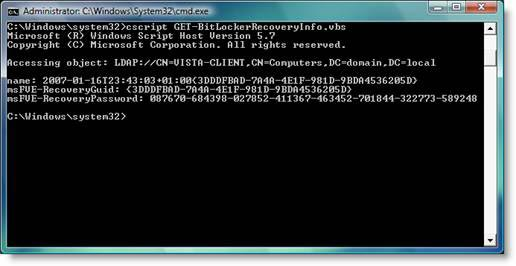 Administrator: C:\Windows\System32\cmd.exe
C:\Windows\system32>cscript GET-BitLockerRecoveryInfo.vbs
Microsoft (R) Windows Script Host Version 5.7
Copyright (C) Microsoft Corporation. All rights reserved.
Accessing object: LDAP://CN=VISTA-CLIENT,CN=Computers,DC=domain,DC=local
name: 2007-01-16T23:43:03+01:00{3DDDFBAD-7A4A-4E1F-981D-9BDA4536205D}
msFVE-RecoveryGuid: {3DDDFBAD-7A4A-4E1F-981D-9BDA4536205D}
msFVE-RecoveryPassword: 087670-684398-027852-411367-463452-701844-322773-589248
C:\Windows\system32>